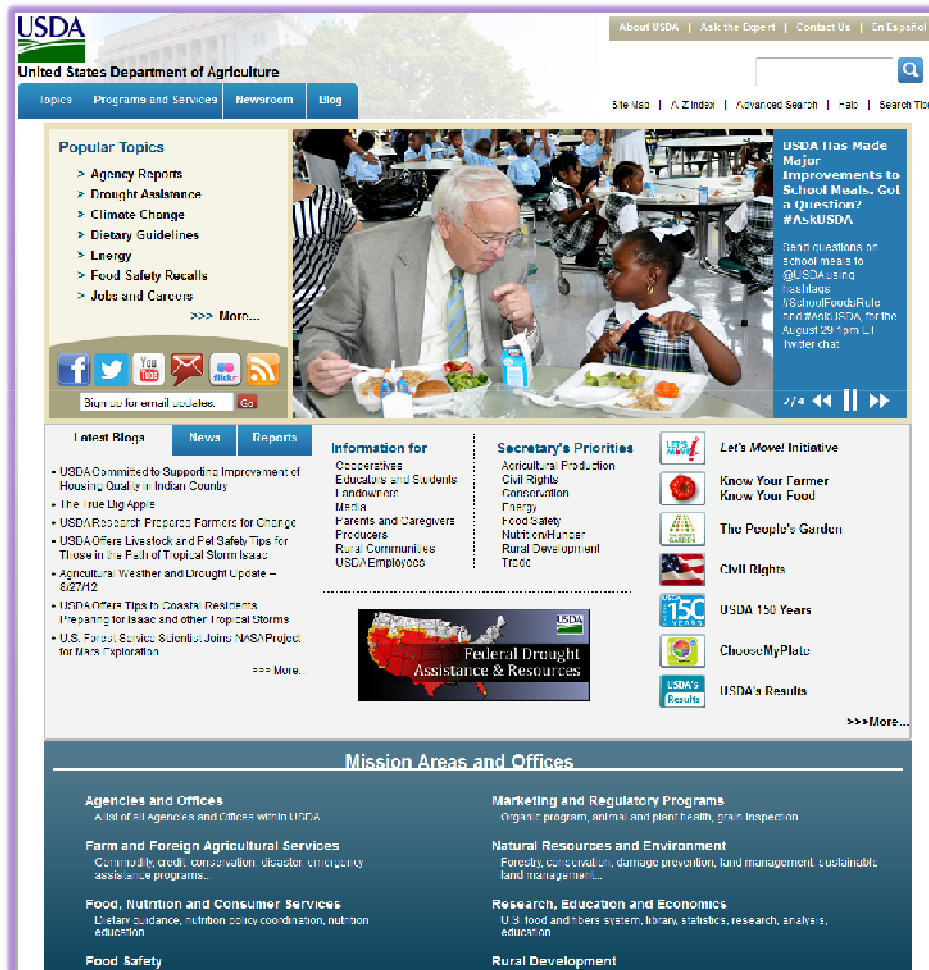 USDA
United States Department of Agriculture
About USDA | Ask the Expert | Contact Us | En Español
Site Map | A-Z Index | Advanced Search | Help | Search Tips
Topics Programs and Services Newsroom Blog
Popular Topics
> Agency Reports
> Drought Assistance
> Climate Change
> Dietary Guidelines
> Energy
> Food Safety Recalls
> Jobs and Careers
>>> More...
You
Tube
flickr
Sign up for email updates.
Go
USDA Has Made
Major
Improvements to
School Meals. Got
a Question?
#AskUSDA
Send questions on
school meals to
@USDA using
hashtags
#SchoolFoodsRule
and #AskUSDA, for the
August 29 1pm ET
Twitter chat
2/4
Latest Blogs News Reports
• USDA Committed to Supporting Improvement of
Housing Quality in Indian Country
• The True Big Apple
• USDA Research Prepares Farmers for Change
• USDA Offers Livestock and Pet Safety Tips for
Those in the Path of Tropical Storm Isaac
• Agricultural Weather and Drought Update –
8/27/12
• USDA Offers Tips to Coastal Residents
Preparing for Isaac and other Tropical Storms
• U.S. Forest Service Scientist Joins NASA Project
for Mars Exploration
>>>More...
Information for
Cooperatives
Educators and Students
Landowners
Media
Parents and Caregivers
Producers
Rural Communities
USDA Employees
Secretary's Priorities
Agricultural Production
Civil Rights
Conservation
Energy
Food Safety
Nutrition/Hunger
Rural Development
Trade
USDA
Federal Drought
Assistance & Resources
LET'S
MOVE!
Let's Move! Initiative
Know Your Farmer
Know Your Food
GARDEN
The People's Garden
Civil Rights
USDA
150
YEARS
USDA 150 Years
ChooseMyPlate
USDA's
Results
USDA's Results
>>>More...
Mission Areas and Offices
Agencies and Offices
A list of all Agencies and Offices within USDA
Farm and Foreign Agricultural Services
Commodity, credit, conservation, disaster, emergency
assistance programs...
Food, Nutrition and Consumer Services
Dietary guidance, nutrition policy coordination, nutrition
education
Food Safety
Marketing and Regulatory Programs
Organic program, animal and plant health, grain inspection
Natural Resources and Environment
Forestry, conservation, damage prevention, land management, sustainable
land management...
Research, Education and Economics
U.S. food and fibers system, library, statistics, research, analysis,
education
Rural Development